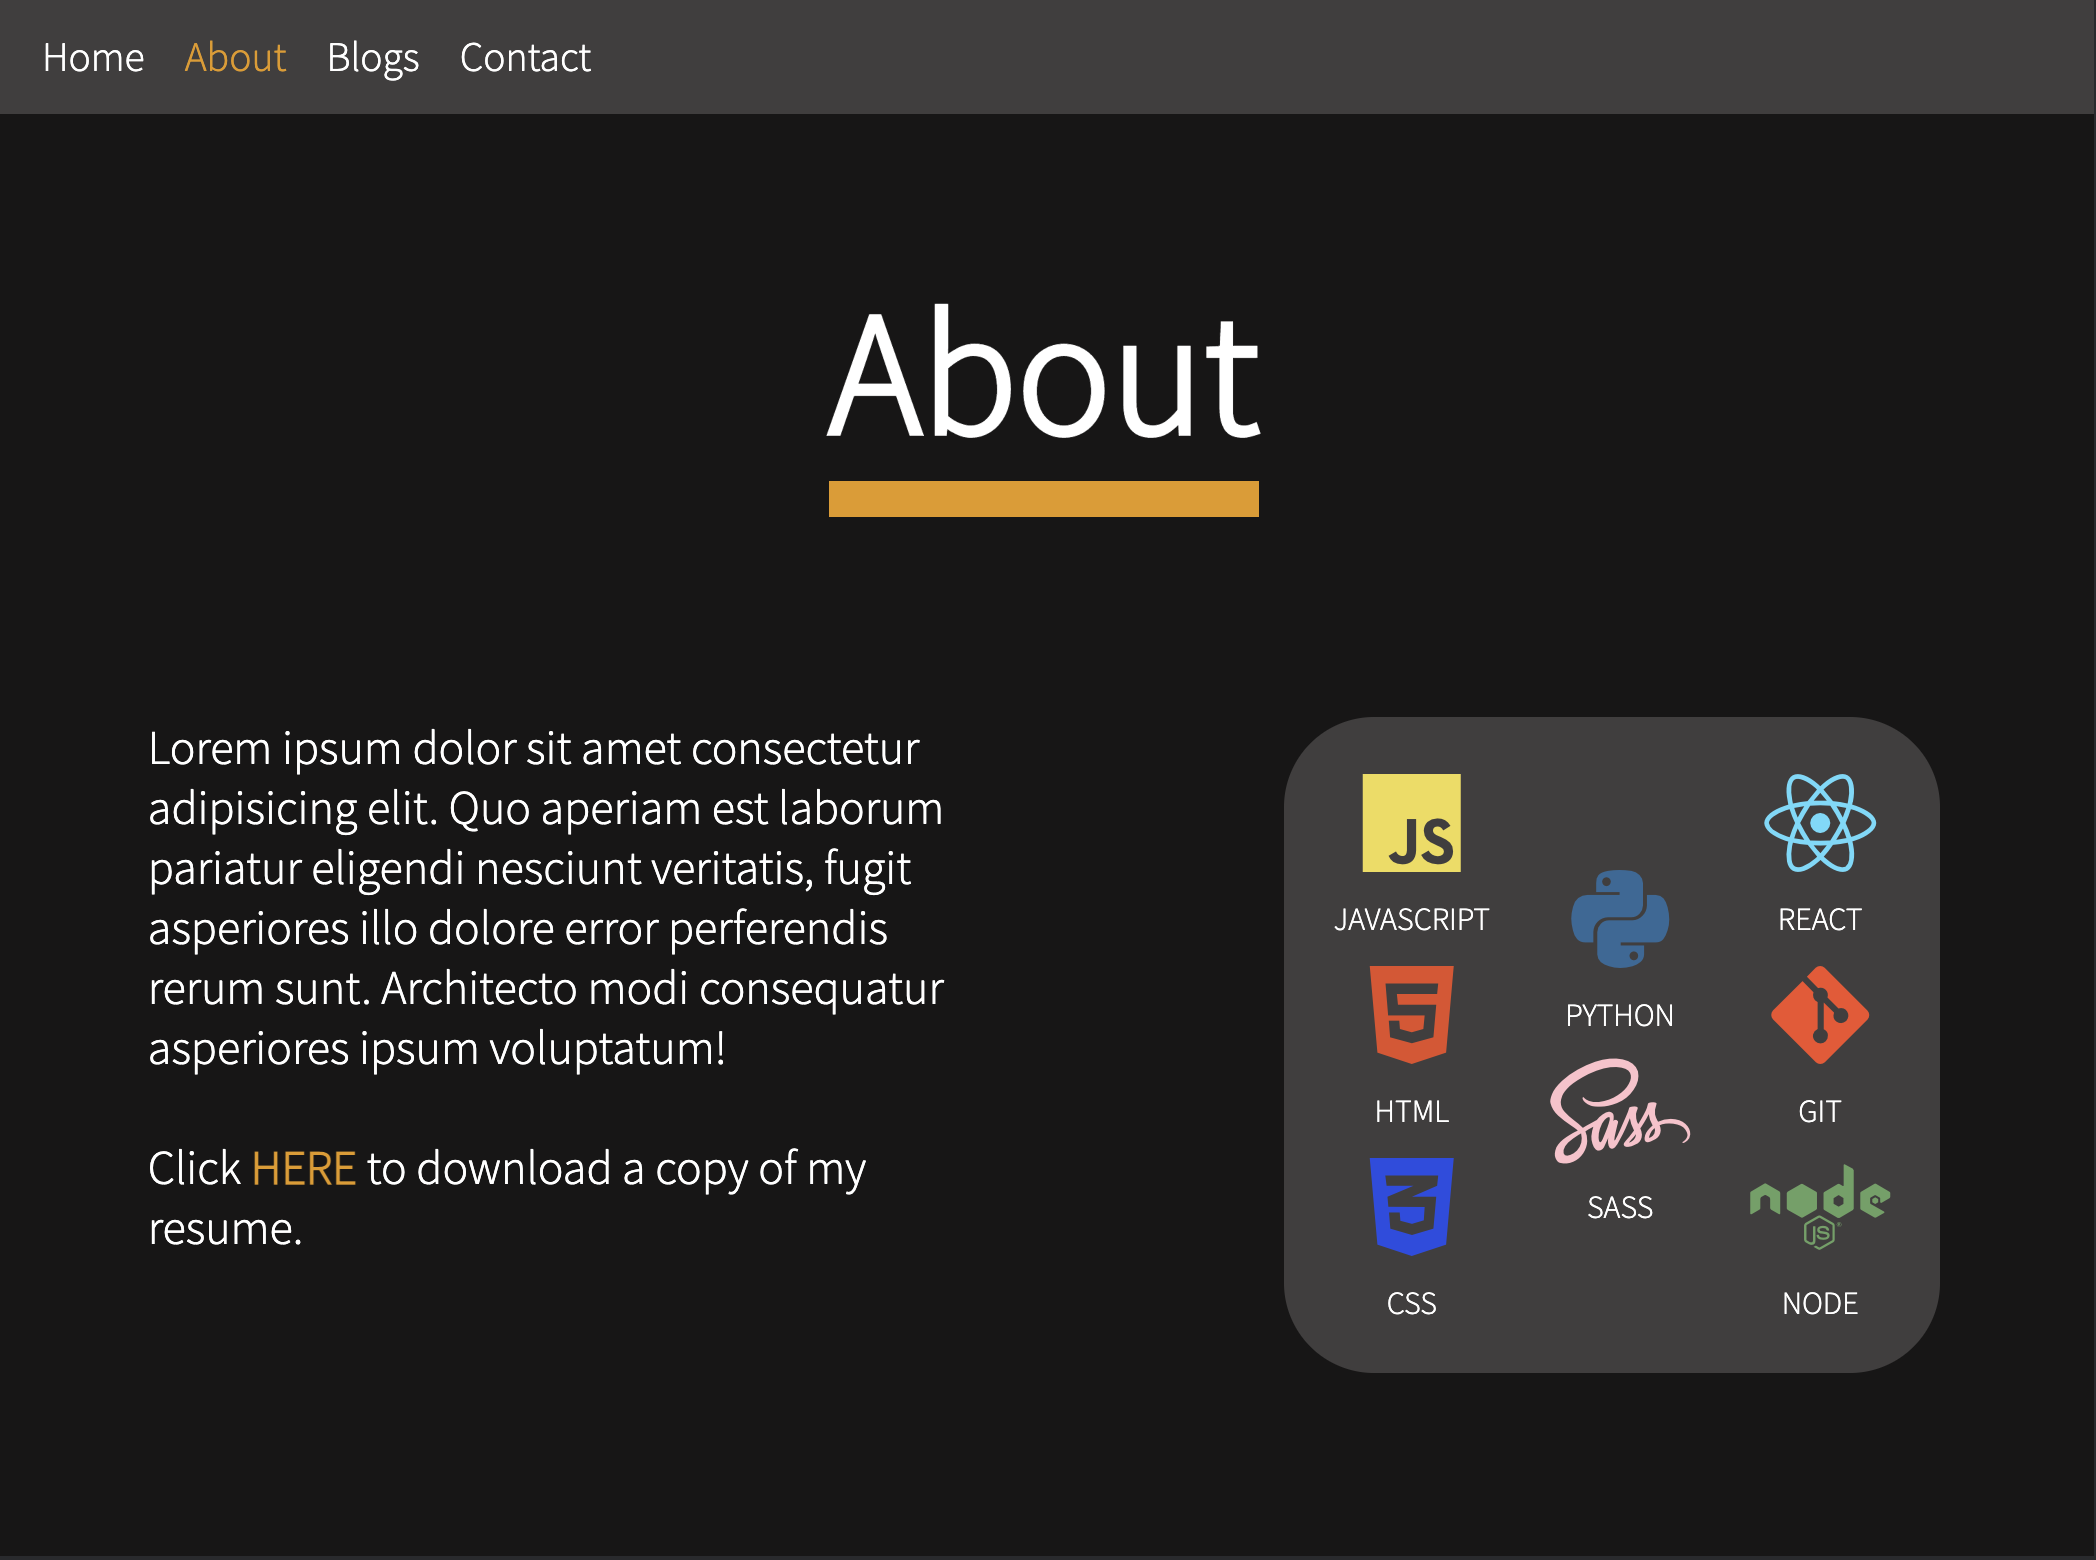 Home About Blogs Contact
About
Lorem ipsum dolor sit amet consectetur
adipisicing elit. Quo aperiam est laborum
pariatur eligendi nesciunt veritatis, fugit
asperiores illo dolore error perferendis
rerum sunt. Architecto modi consequatur
asperiores ipsum voluptatum!
Click HERE to download a copy of my
resume.
JS
JAVASCRIPT
5
HTML
3
CSS
PYTHON
Sass
SASS
REACT
GIT
node
JS
NODE